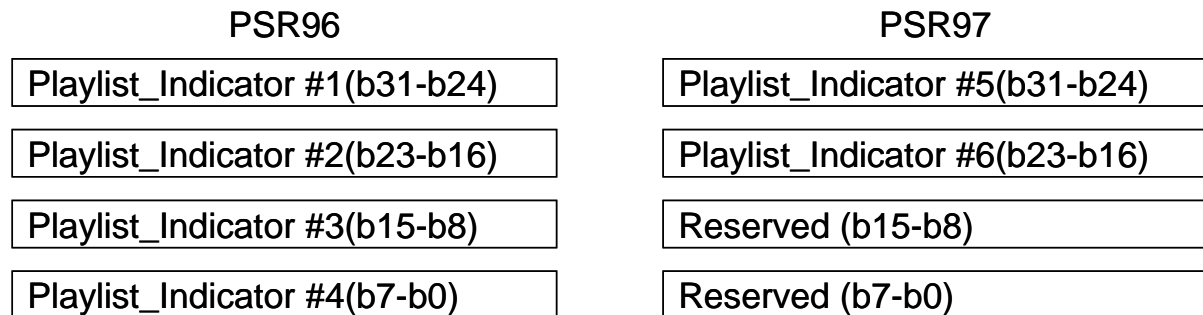 PSR96
Playlist_Indicator #1(b31-b24)
Playlist_Indicator #2(b23-b16)
Playlist_Indicator #3(b15-b8)
Playlist_Indicator #4(b7-b0)
PSR97
Playlist_Indicator #5(b31-b24)
Playlist_Indicator #6(b23-b16)
Reserved (b15-b8)
Reserved (b7-b0)